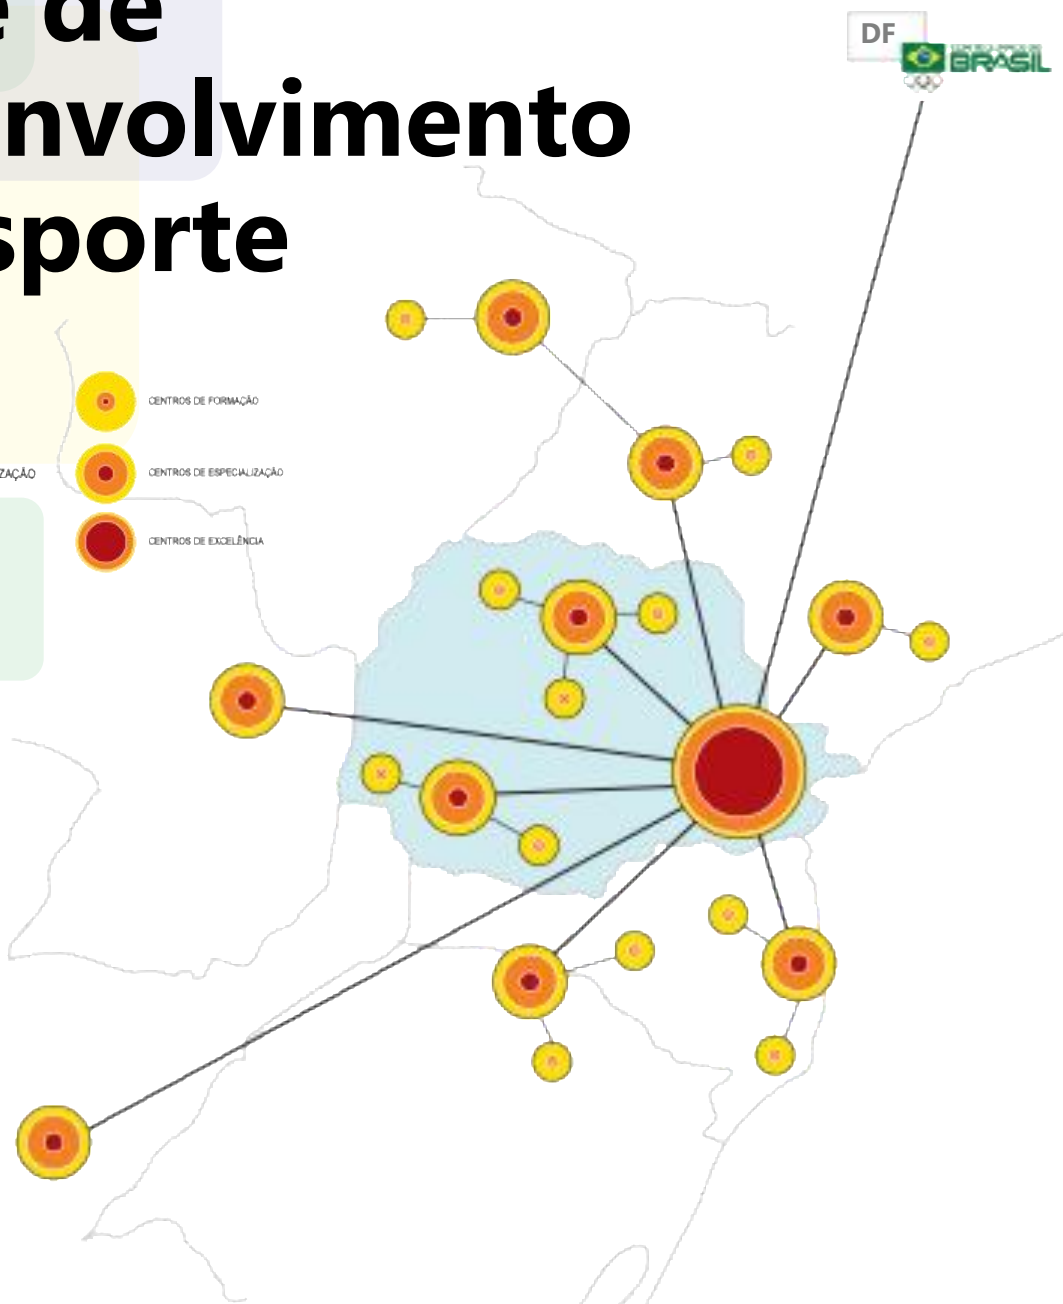 e de
nvolvimento
sporte
DF
BRASIL
CENTROS DE FORMAÇÃO
ZAÇÃO
CENTROS DE ESPECIALIZAÇÃO
CENTROS DE EXCELÊNCIA